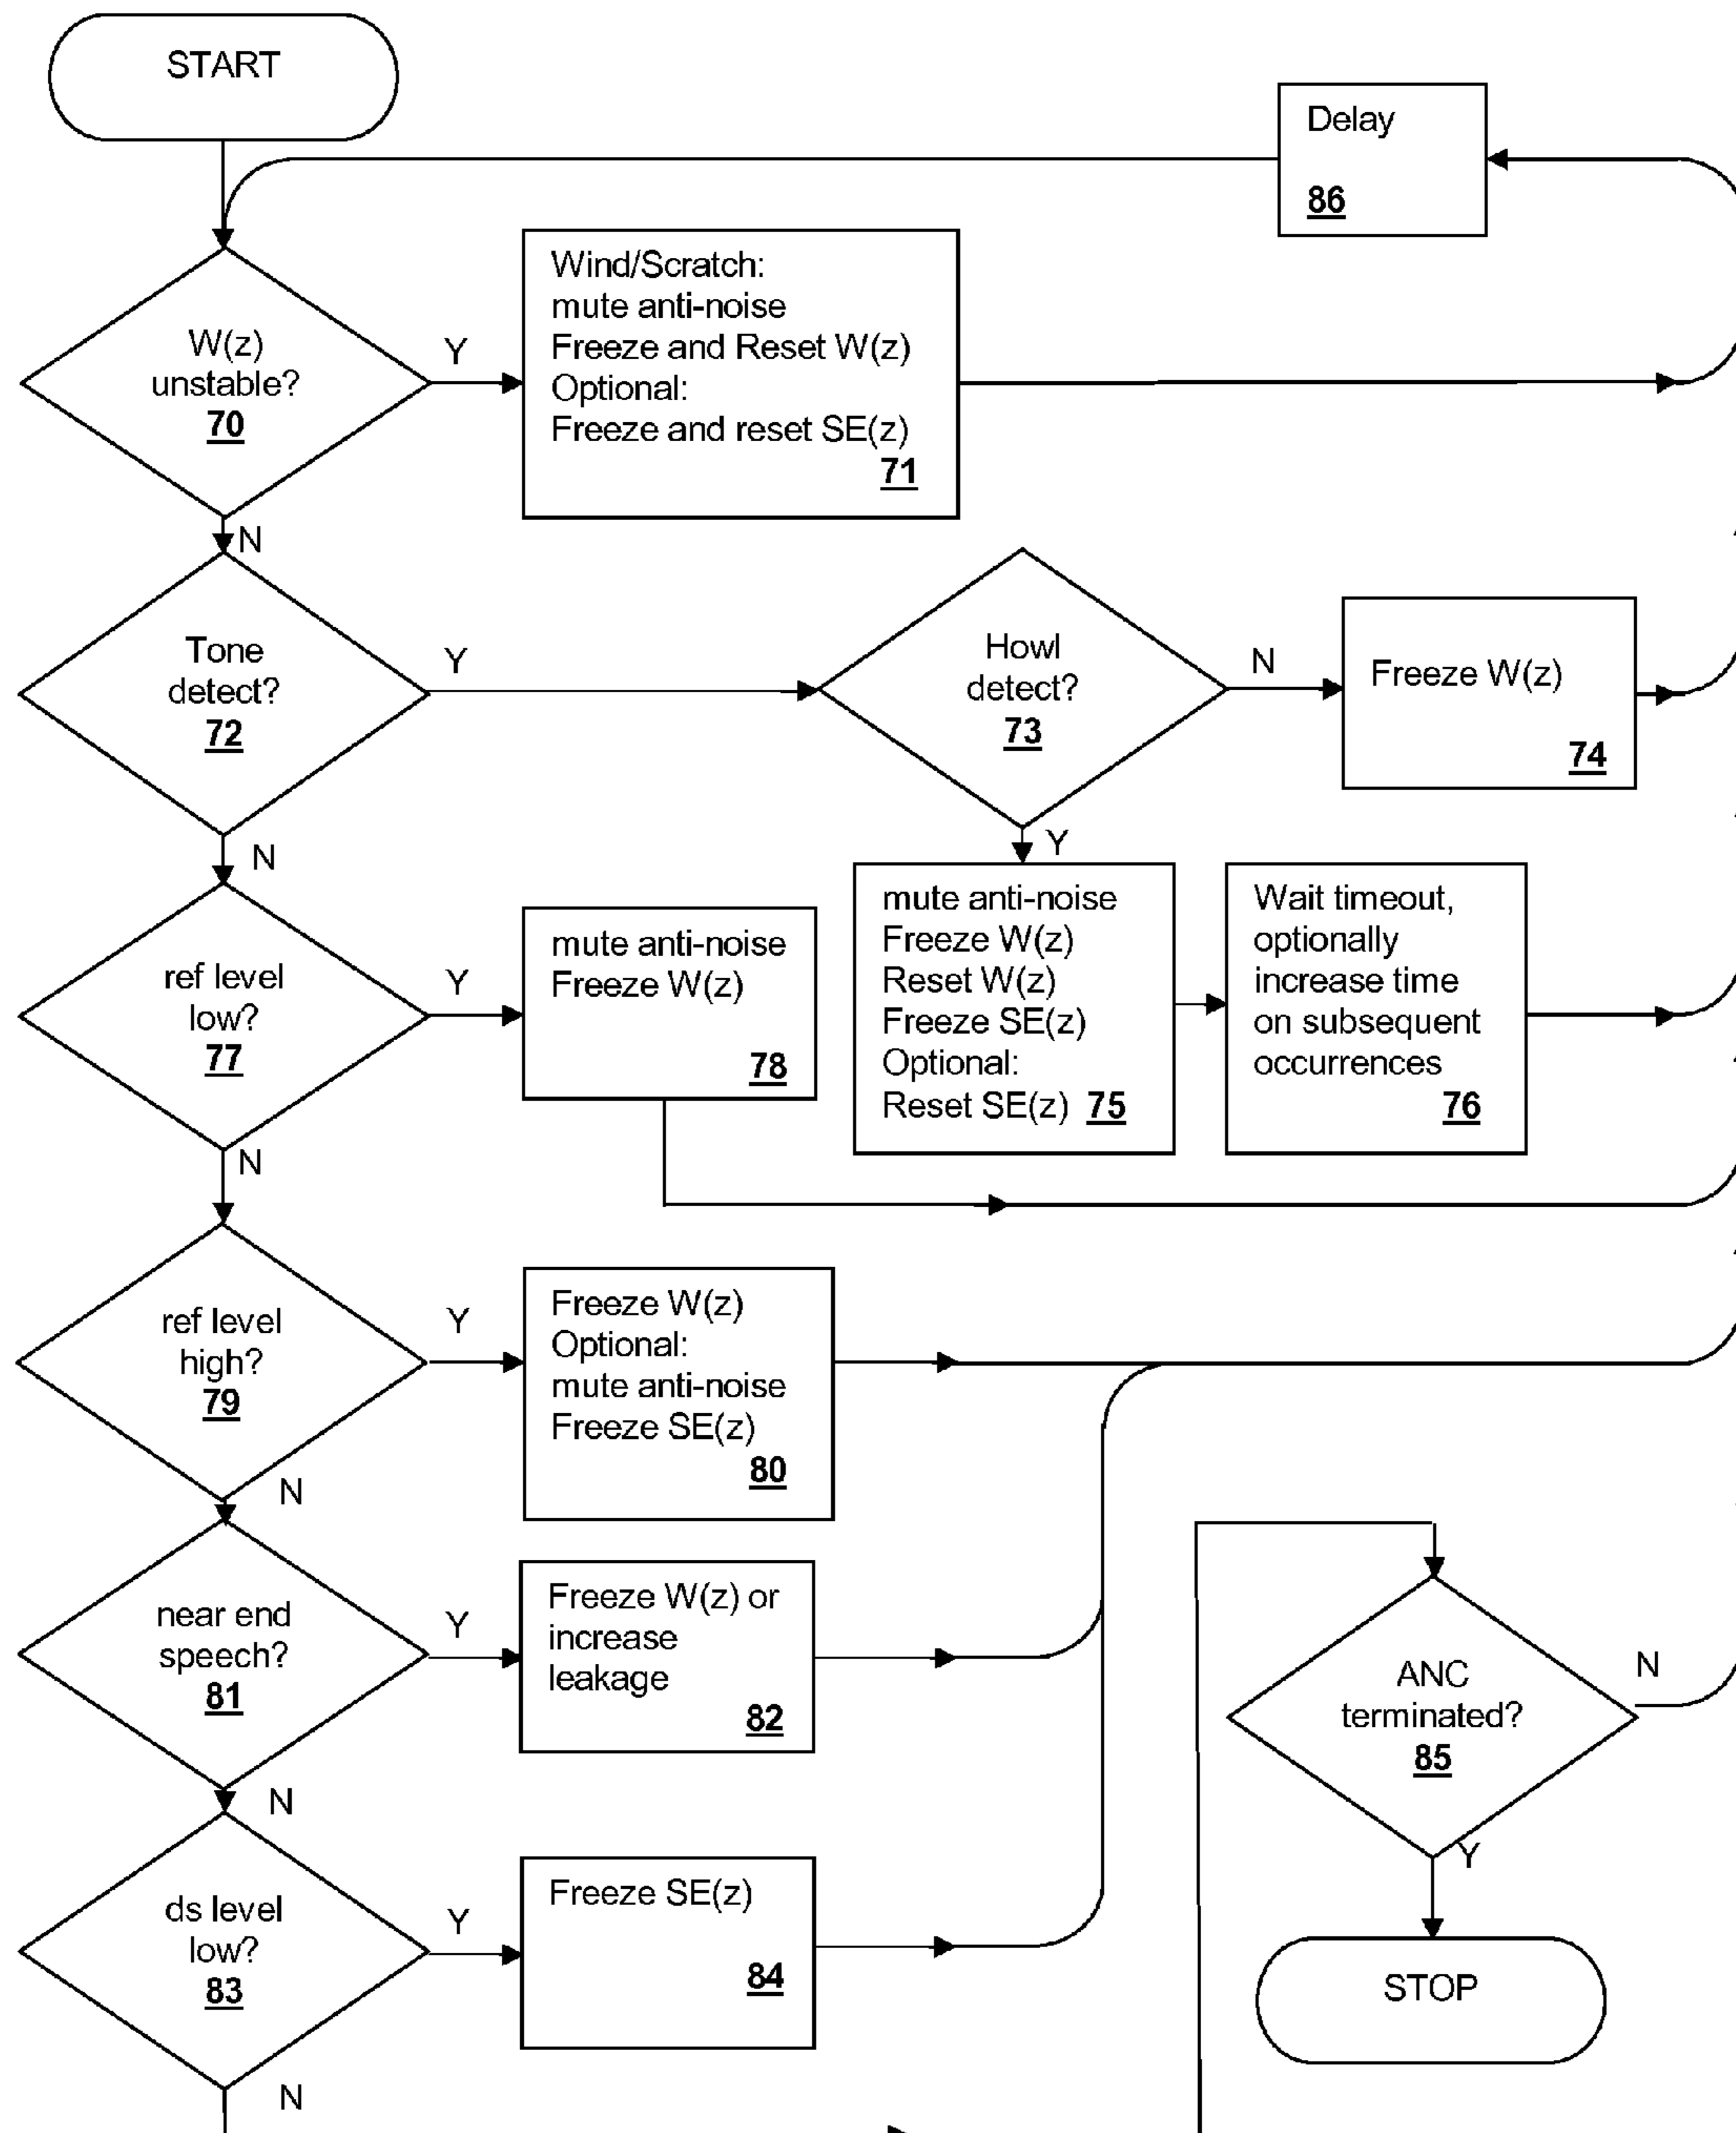 START
Delay
86
W(z)
unstable?
70
Y
Wind/Scratch:
mute anti-noise
Freeze and Reset W(z)
Optional:
Freeze and reset SE(z)
71
N
Tone
detect?
72
Y
Howl
detect?
73
N
Freeze W(z)
74
Y
mute anti-noise
Freeze W(z)
Reset W(z)
Freeze SE(z)
Optional:
Reset SE(z) 75
Wait timeout,
optionally
increase time
on subsequent
occurrences
76
N
ref level
low?
77
Y
mute anti-noise
Freeze W(z)
78
N
ref level
high?
79
Y
Freeze W(z)
Optional:
mute anti-noise
Freeze SE(z)
80
N
near end
speech?
81
Y
Freeze W(z) or
increase
leakage
82
N
ds level
low?
83
Y
Freeze SE(z)
84
N
ANC
terminated?
85
N
Y
STOP